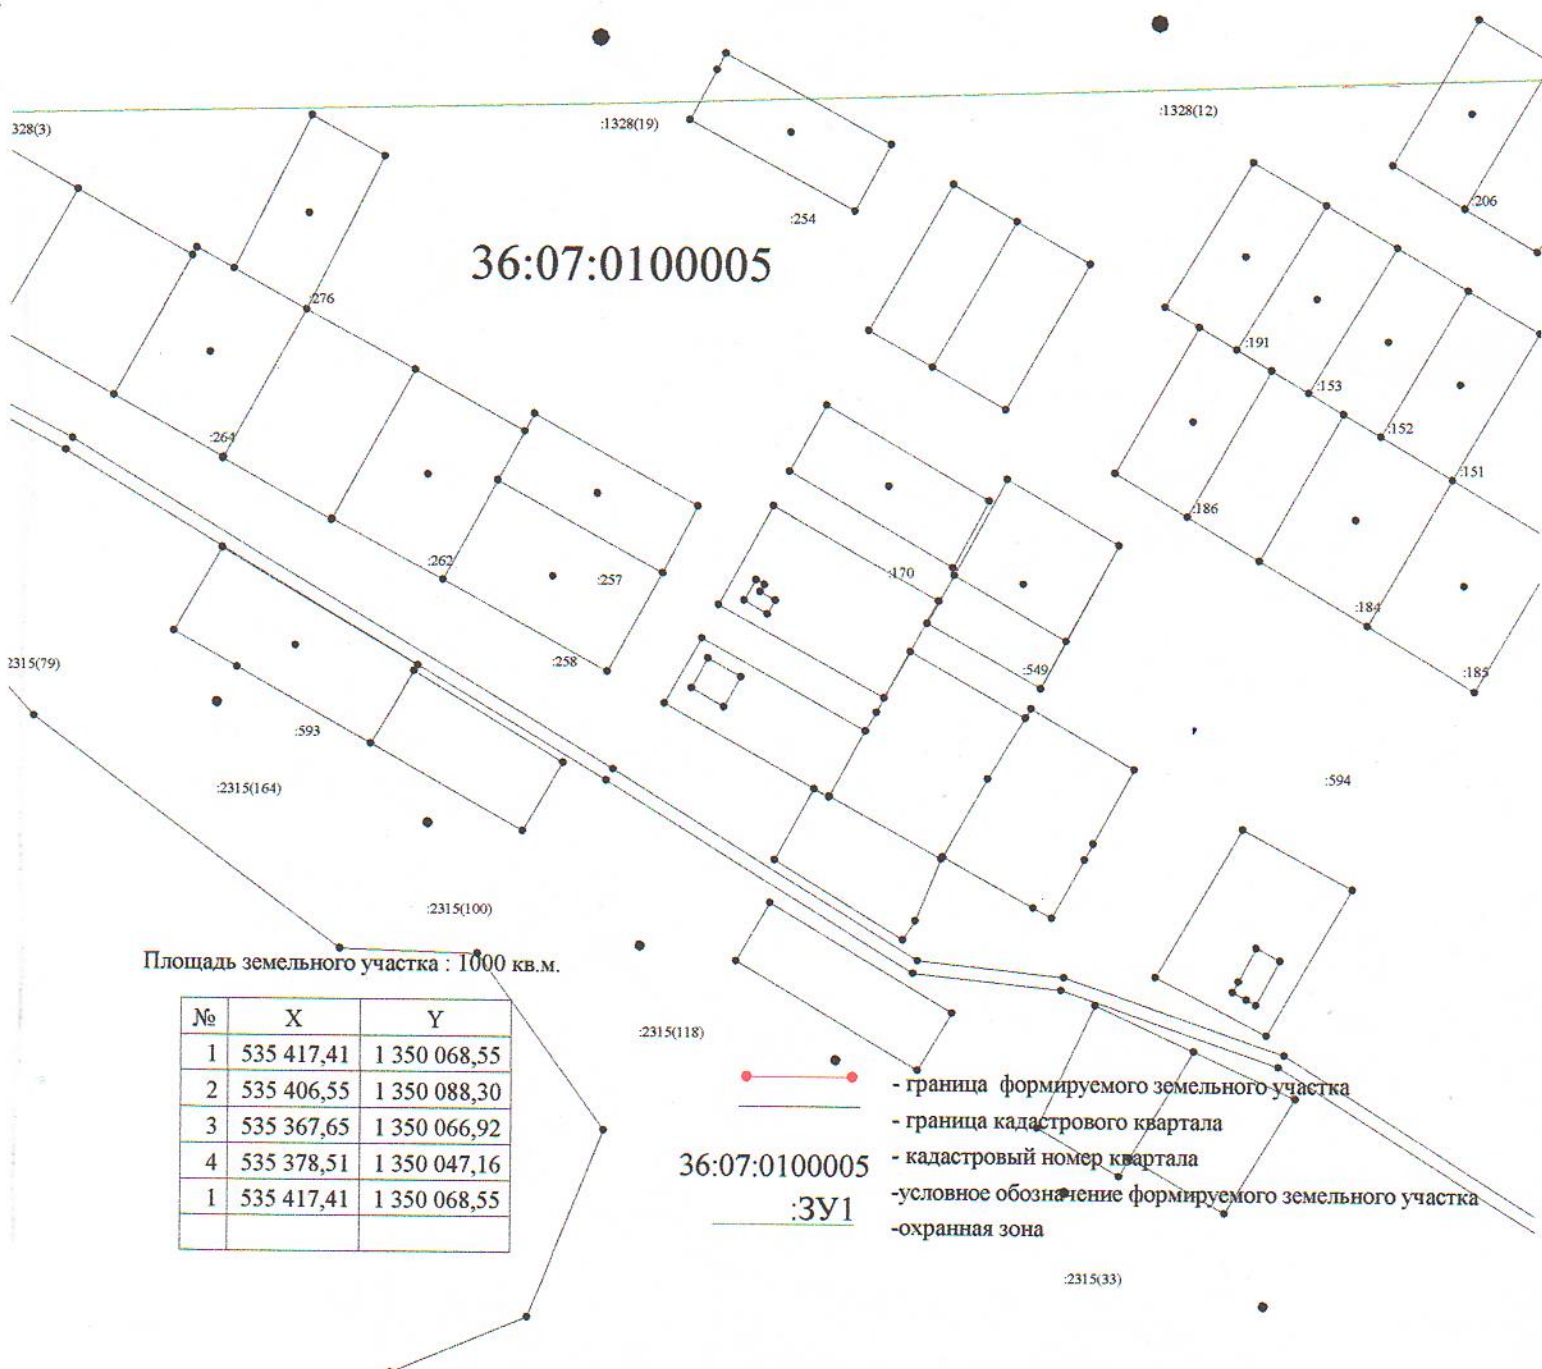 328(3)
:1328(19)
:1328(12)
:206
:254
36:07:0100005
:276
:191
:153
:152
:264
:151
:186
:262
:257
:170
:184
:258
2315(79)
:549
:185
:593
:2315(164)
:594
:2315(100)
Площадь земельного участка : 1000 кв.м.
№ X Y
1 535 417,41 1 350 068,55
2 535 406,55 1 350 088,30
3 535 367,65 1 350 066,92
4 535 378,51 1 350 047,16
1 535 417,41 1 350 068,55
:2315(118)
- граница формируемого земельного участка
- граница кадастрового квартала
36:07:0100005 - кадастровый номер квартала
:ЗУ1 -условное обозначение формируемого земельного участка
-охранная зона
:2315(33)